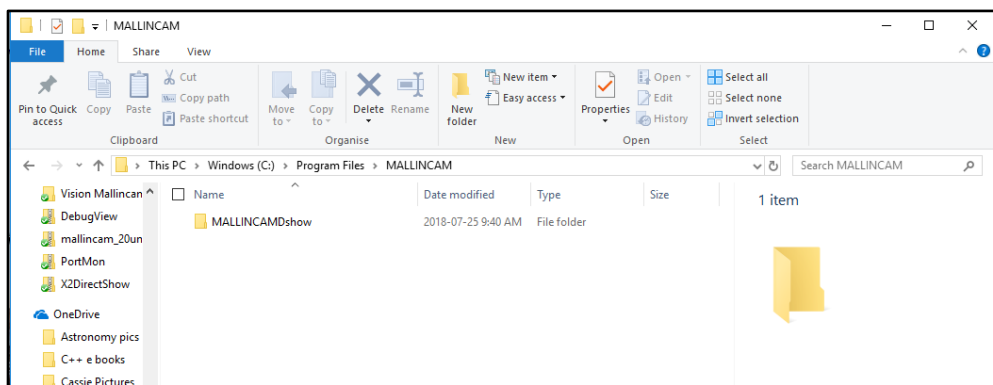 MALLINCAM
File Home Share View
Pin to Quick access
Copy
Paste
Cut
Copy path
Paste shortcut
Clipboard
Move to
Copy to
Delete
Rename
Organise
New folder
New item
Easy access
New
Properties
Open
Edit
History
Open
Select all
Select none
Invert selection
Select
This PC > Windows (C:) > Program Files > MALLINCAM
Search MALLINCAM
Vision Mallincan
DebugView
mallincam_20un
PortMon
X2DirectShow
OneDrive
Astronomy pics
C++ e books
Cassie Pictures
Name Date modified Type Size
MALLINCAMDshow 2018-07-25 9:40 AM File folder
1 item